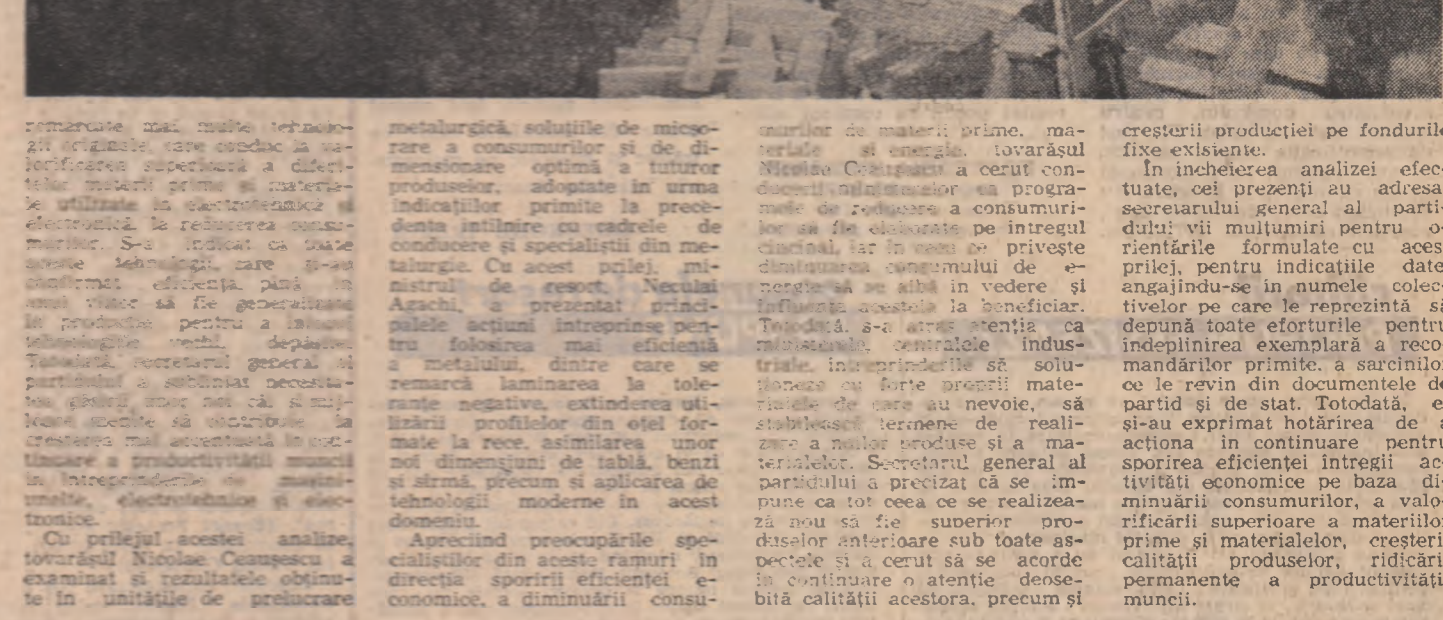 remarcate mai multe tehnolo-
gii originale, care conduc la va-
lorificarea superioară a diferi-
telor materii prime și materia-
le utilizate în electrotehnică și
electronică, la reducerea consu-
murilor. S-a indicat ca toate
aceste tehnologii, care și-au
confirmat eficiența pînă în
să fie generalizate
în producție pentru a
tehnologiile vechi, depășite.
Totodată, secretarul general al
partidului a subliniat necesita-
tea găsirii unor noi căi și mij-
loace menite să contribuie la
creșterea mai accentuată în con-
tinuare a productivității muncii
în întreprinderile de mașini-
unelte, electrotehnice și elec-
tronice.
Cu prilejul acestei analize,
tovarășul Nicolae Ceaușescu a
examinat și rezultatele obținu-
te în unitățile de prelucrare
metalurgică, soluțiile de micșo-
rare a consumurilor și de di-
mensionare optimă a tuturor
produselor, adoptate în urma
indicațiilor primite la prece-
denta întîlnire cu cadrele de
conducere și specialiștii din me-
talurgie. Cu acest prilej, mi-
nistrul de resort, Neculai
Agachi, a prezentat princi-
palele acțiuni întreprinse pen-
tru folosirea mai eficientă
a metalului, dintre care se
remarcă laminarea la tole-
ranțe negative, extinderea uti-
lizării profilelor din oțel for-
mate la rece, asimilarea unor
noi dimensiuni de tablă, benzi
și sîrmă, precum și aplicarea de
tehnologii moderne în acest
domeniu.
Apreciind preocupările spe-
cialiștilor din aceste ramuri în
direcția sporirii eficienței e-
conomice, a diminuării consu-
murilor de materii prime, ma-
teriale și energie, tovarășul
Nicolae Ceaușescu a cerut con-
ducerii ministerelor ca progra-
mele de reducere a consumuri-
lor să fie elaborate pe întregul
cincinal, iar în ceea ce privește
diminuarea consumului de e-
nergie să se aibă în vedere și
influența acesteia la beneficiar.
Totodată, s-a atras atenția ca
ministerele, centralele indus-
triale, întreprinderile să solu-
ționeze cu forțe proprii mate-
rialele de care au nevoie, să
stabilească termene de reali-
zare a noilor produse și a ma-
terialelor. Secretarul general al
partidului a precizat că se im-
pune ca tot ceea ce se realizea-
ză nou să fie superior pro-
duselor anterioare sub toate as-
pectele și a cerut să se acorde
în continuare o atenție deose-
bită calității acestora, precum și
creșterii producției pe fondurile
fixe existente.
În încheierea analizei efec-
tuate, cei prezenți au adresa
secretarului general al parti-
dului vii mulțumiri pentru o-
rientările formulate cu aces
prilej, pentru indicațiile date
angajîndu-se în numele colec-
tivelor pe care le reprezintă să
depună toate eforturile pentru
îndeplinirea exemplară a reco-
mandărilor primite, a sarcinilor
ce le revin din documentele de
partid și de stat. Totodată, e
și-au exprimat hotărîrea de a
acționa în continuare pentru
sporirea eficienței întregii ac-
tivități economice pe baza di-
minuării consumurilor, a valo-
rificării superioare a materiilo
prime și materialelor, creșteri
calității produselor, ridicări
permanente a productivități
muncii.